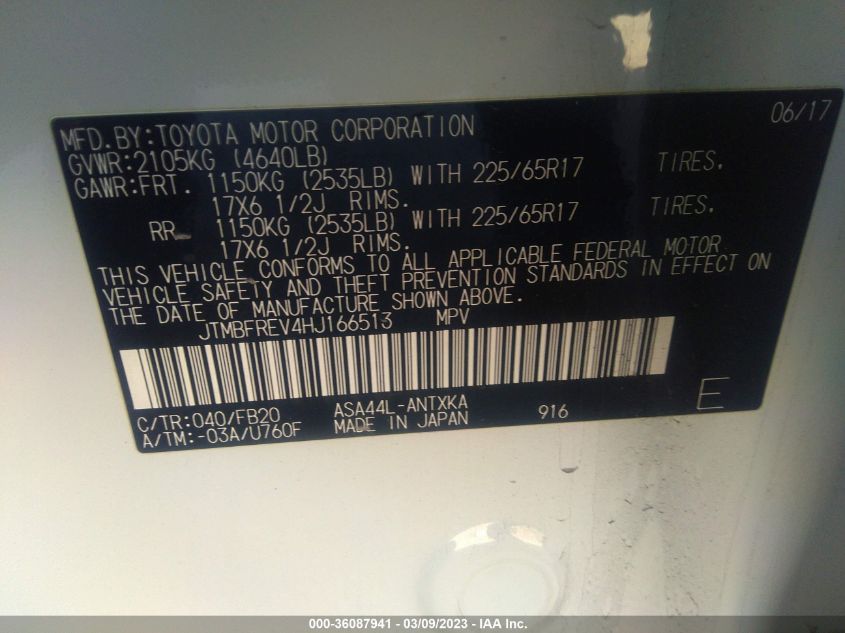 06/17
MFD.BY:TOYOTA MOTOR CORPORATION
GVWR:2105KG (4640LB)
GAWR:FRT. 1150KG (2535LB) WITH 225/65R17 TIRES,
17X6 1/2J RIMS.
RR 1150KG (2535LB) WITH 225/65R17 TIRES,
17X6 1/2J RIMS.
THIS VEHICLE CONFORMS TO ALL APPLICABLE FEDERAL MOTOR
VEHICLE SAFETY AND THEFT PREVENTION STANDARDS IN EFFECT ON
THE DATE OF MANUFACTURE SHOWN ABOVE.
JTMBFREV4HJ166513 MPV
C/TR:040/FB20 ASA44L-ANTXKA 916 E
A/TM:-03A/U760F MADE IN JAPAN
000-36087941 - 03/09/2023 - IAA Inc.